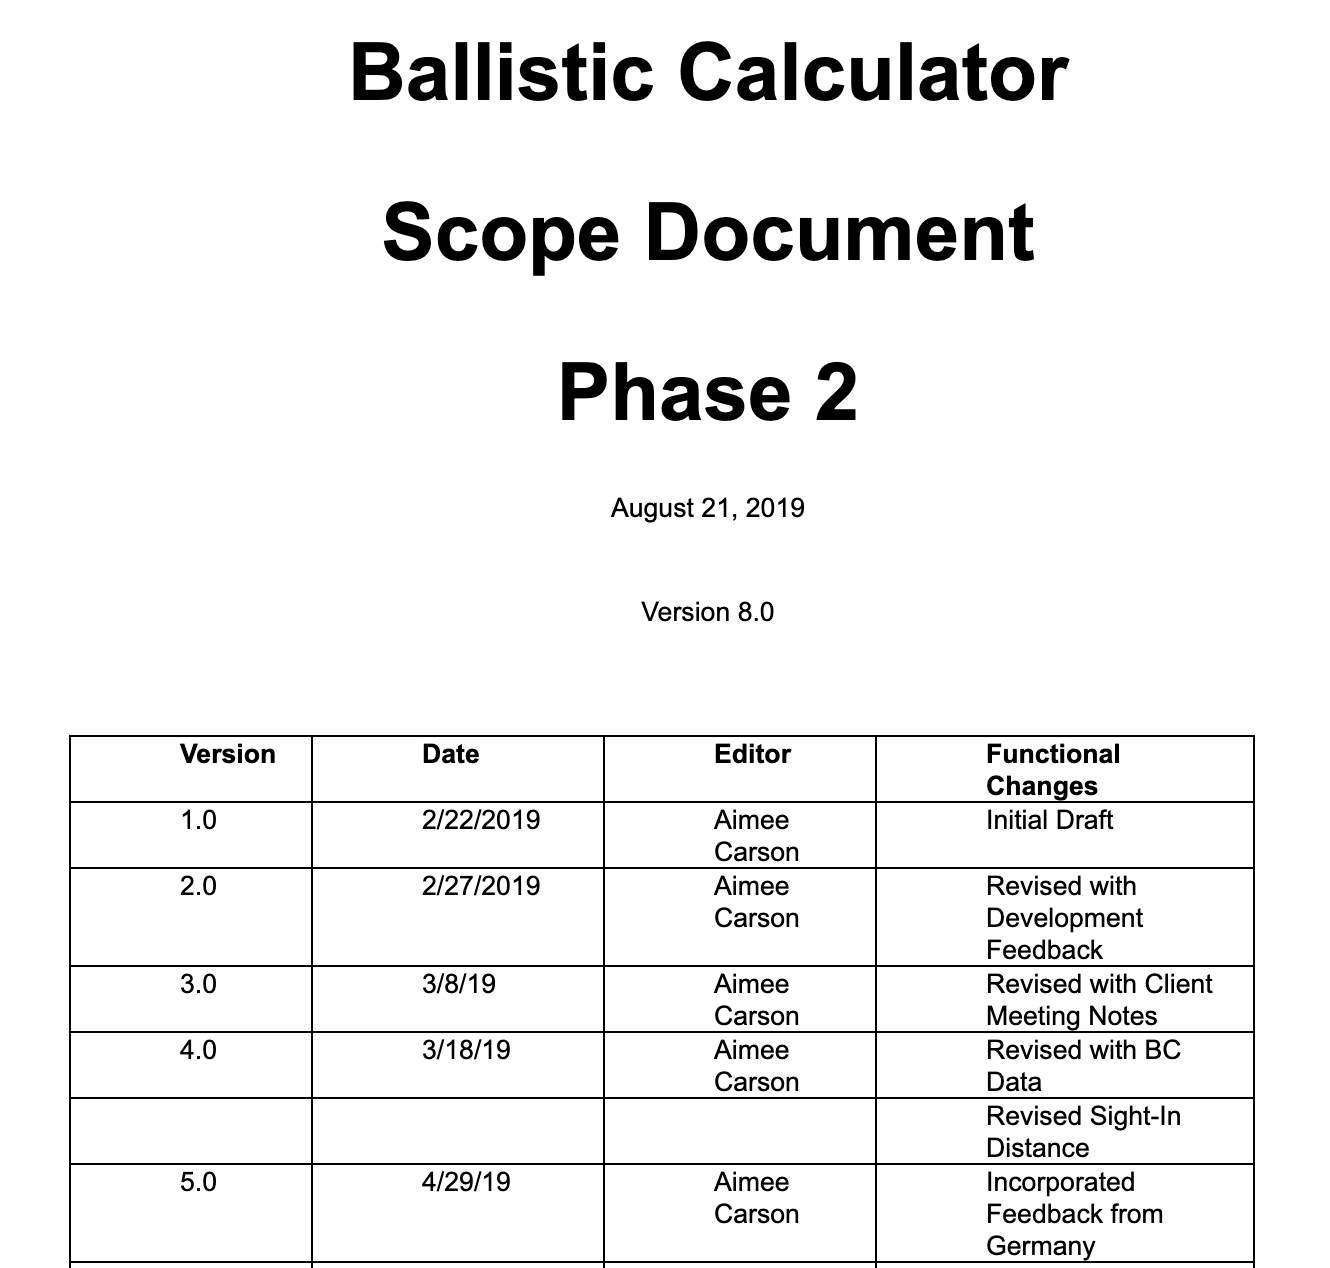 Ballistic Calculator
Scope Document
Phase 2
August 21, 2019
Version 8.0
Version Date Editor Functional
Changes
1.0 2/22/2019 Aimee Initial Draft
Carson
2.0 2/27/2019 Aimee Revised with
Carson Development
Feedback
3.0 3/8/19 Aimee Revised with Client
Carson Meeting Notes
4.0 3/18/19 Aimee Revised with BC
Carson Data
Revised Sight-In
Distance
5.0 4/29/19 Aimee Incorporated
Carson Feedback from
Germany